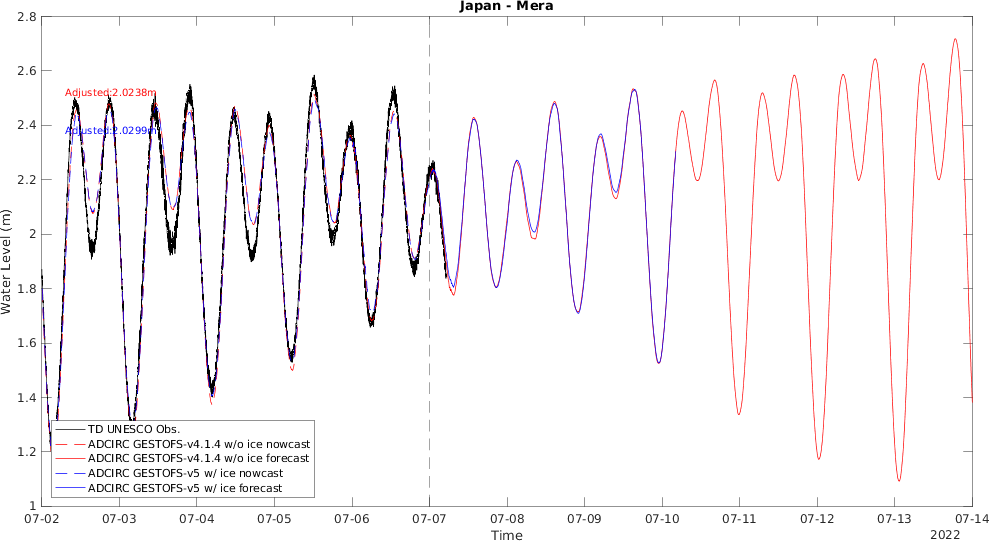 Japan - Mera
2.8
2.6
2.4
2.2
2
1.8
1.6
1.4
1.2
1
Water Level (m)
Adjusted:2.0238m
Adjusted:2.0299m
TD UNESCO Obs.
ADCIRC GESTOFS-v4.1.4 w/o ice nowcast
ADCIRC GESTOFS-v4.1.4 w/o ice forecast
ADCIRC GESTOFS-v5 w/ ice nowcast
ADCIRC GESTOFS-v5 w/ ice forecast
07-02 07-03 07-04 07-05 07-06 07-07 07-08 07-09 07-10 07-11 07-12 07-13 07-14
Time
2022